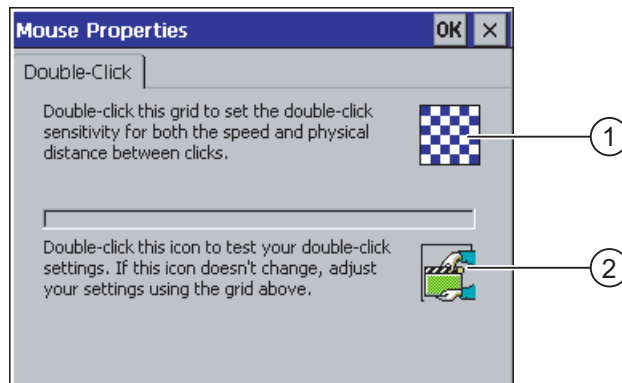 Mouse Properties OK ×
Double-Click
Double-click this grid to set the double-click
sensitivity for both the speed and physical
distance between clicks.
1
Double-click this icon to test your double-click
settings. If this icon doesn't change, adjust
your settings using the grid above.
2